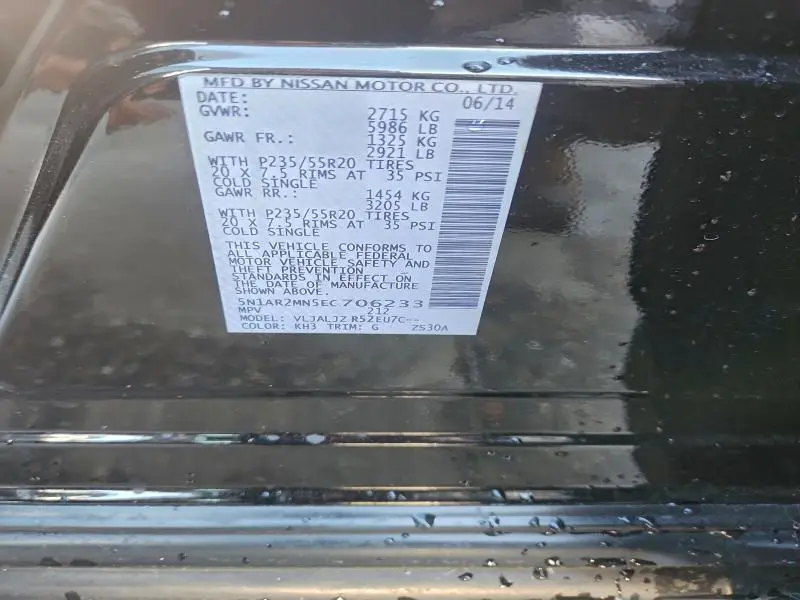 MFD BY NISSAN MOTOR CO., LTD.
DATE: 06/14
GVWR: 2715 KG
5986 LB
GAWR FR.: 1325 KG
2921 LB
WITH P235/55R20 TIRES
20 X 7.5 RIMS AT 35 PSI
COLD SINGLE
GAWR RR.: 1454 KG
3205 LB
WITH P235/55R20 TIRES
20 X 7.5 RIMS AT 35 PSI
COLD SINGLE
THIS VEHICLE CONFORMS TO
ALL APPLICABLE FEDERAL
MOTOR VEHICLE SAFETY AND
THEFT PREVENTION
STANDARDS IN EFFECT ON
THE DATE OF MANUFACTURE
SHOWN ABOVE.
5N1AR2MN5EC706233
MPV 212
MODEL: VLJALJZ R52EU7C--
COLOR: KH3 TRIM: G ZS30A